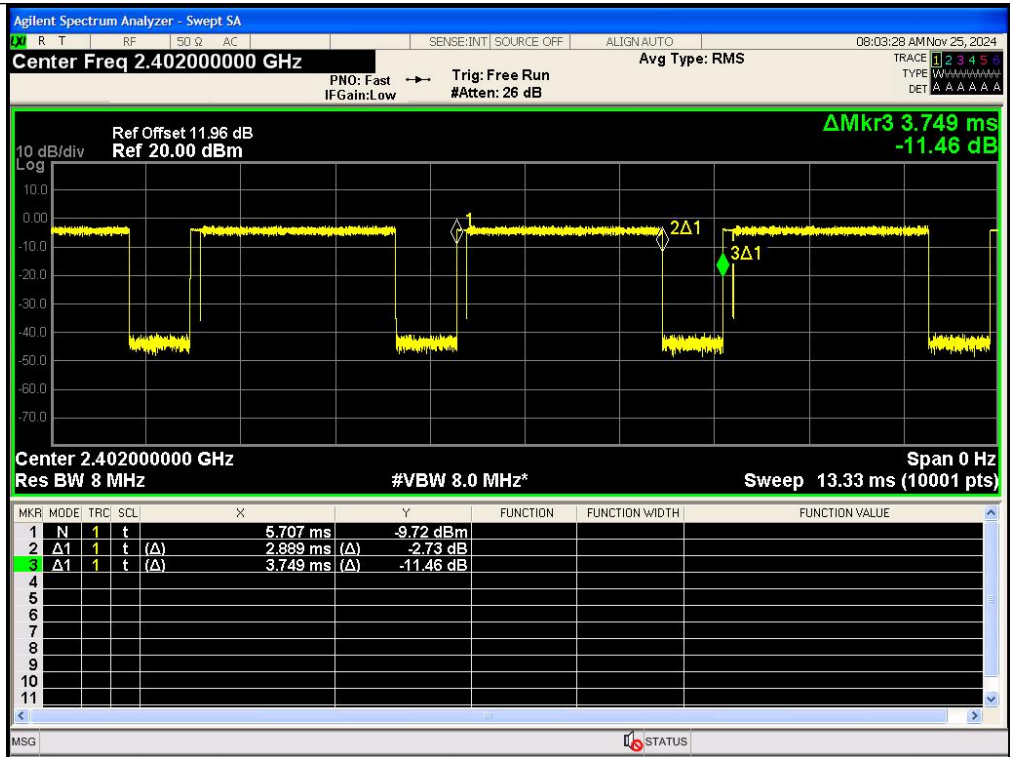 Agilent Spectrum Analyzer - Swept SA
LXI R T RF 50 Ω AC SENSE:INT SOURCE OFF ALIGN AUTO 08:03:28 AM Nov 25, 2024
Center Freq 2.402000000 GHz Avg Type: RMS TRACE 1 2 3 4 5 6
PNO: Fast Trig: Free Run TYPE WWWWWW
IFGain:Low #Atten: 26 dB DET A A A A A A
ΔMkr3 3.749 ms
-11.46 dB
Ref Offset 11.96 dB
10 dB/div Ref 20.00 dBm
Log
10.0
0.00
-10.0
-20.0
-30.0
-40.0
-50.0
-60.0
-70.0
1
2Δ1
3Δ1
Center 2.402000000 GHz Span 0 Hz
Res BW 8 MHz #VBW 8.0 MHz* Sweep 13.33 ms (10001 pts)
MKR MODE TRC SCL X Y FUNCTION FUNCTION WIDTH FUNCTION VALUE
1 N 1 t 5.707 ms -9.72 dBm
2 Δ1 1 t (Δ) 2.889 ms (Δ) -2.73 dB
3 Δ1 1 t (Δ) 3.749 ms (Δ) -11.46 dB
4
5
6
7
8
9
10
11
MSG STATUS